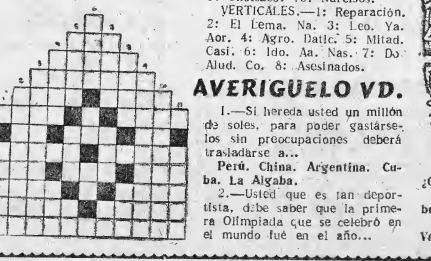 VERTICALES.—1: Reparación.
2: El Lema. Na. 3: Leo. Ya.
Aor. 4: Agro. Datic. 5: Mitad.
Casi. 6: Ido. Aa. Nas. 7: Do
Alud. Co. 8: Asesinados.
AVERIGÜELO VD.
1.—Si hereda usted un millón
de soles, para poder gastárse-
los sin preocupaciones deberá
trasladarse a...
Perú. China. Argentina. Cu-
ba. La Algaba.
2.—Usted que es tan depor-
tista, debe saber que la prime-
ra Olimpiada que se celebró en
el mundo fué en el año...